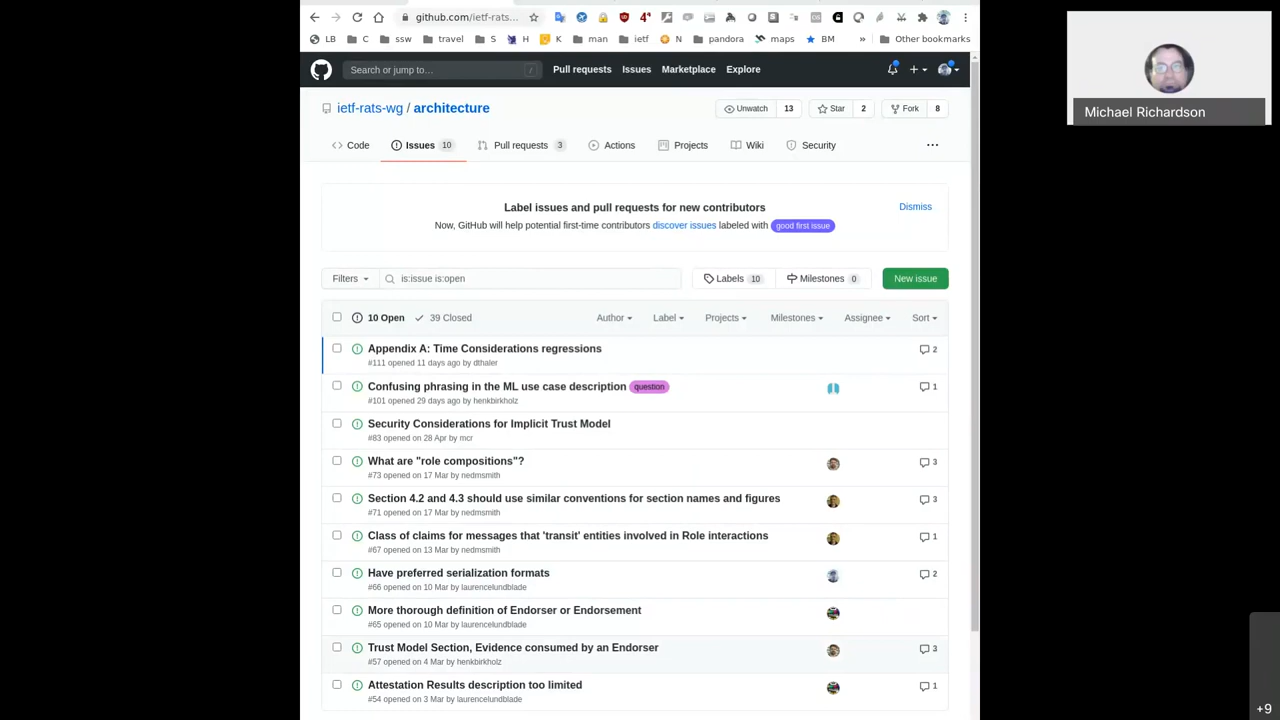 github.com/ietf-rats...
LB C ssw travel S H K man ietf N pandora maps BM » Other bookmarks
Search or jump to… / Pull requests Issues Marketplace Explore
ietf-rats-wg / architecture
Unwatch 13 Star 2 Fork 8
Code Issues 10 Pull requests 3 Actions Projects Wiki Security ...
Label issues and pull requests for new contributors
Dismiss
Now, GitHub will help potential first-time contributors discover issues labeled with good first issue
Filters is:issue is:open Labels 10 Milestones 0 New issue
10 Open 39 Closed Author Label Projects Milestones Assignee Sort
Appendix A: Time Considerations regressions 2
#111 opened 11 days ago by dthaler
Confusing phrasing in the ML use case description question 1
#101 opened 29 days ago by henkbirkholz
Security Considerations for Implicit Trust Model
#83 opened on 28 Apr by mcr
What are "role compositions"? 3
#73 opened on 17 Mar by nedmsmith
Section 4.2 and 4.3 should use similar conventions for section names and figures 3
#71 opened on 17 Mar by nedmsmith
Class of claims for messages that 'transit' entities involved in Role interactions 1
#67 opened on 13 Mar by nedmsmith
Have preferred serialization formats 2
#66 opened on 10 Mar by laurencelundblade
More thorough definition of Endorser or Endorsement
#65 opened on 10 Mar by laurencelundblade
Trust Model Section, Evidence consumed by an Endorser 3
#57 opened on 4 Mar by henkbirkholz
Attestation Results description too limited 1
#54 opened on 3 Mar by laurencelundblade
Michael Richardson
+9